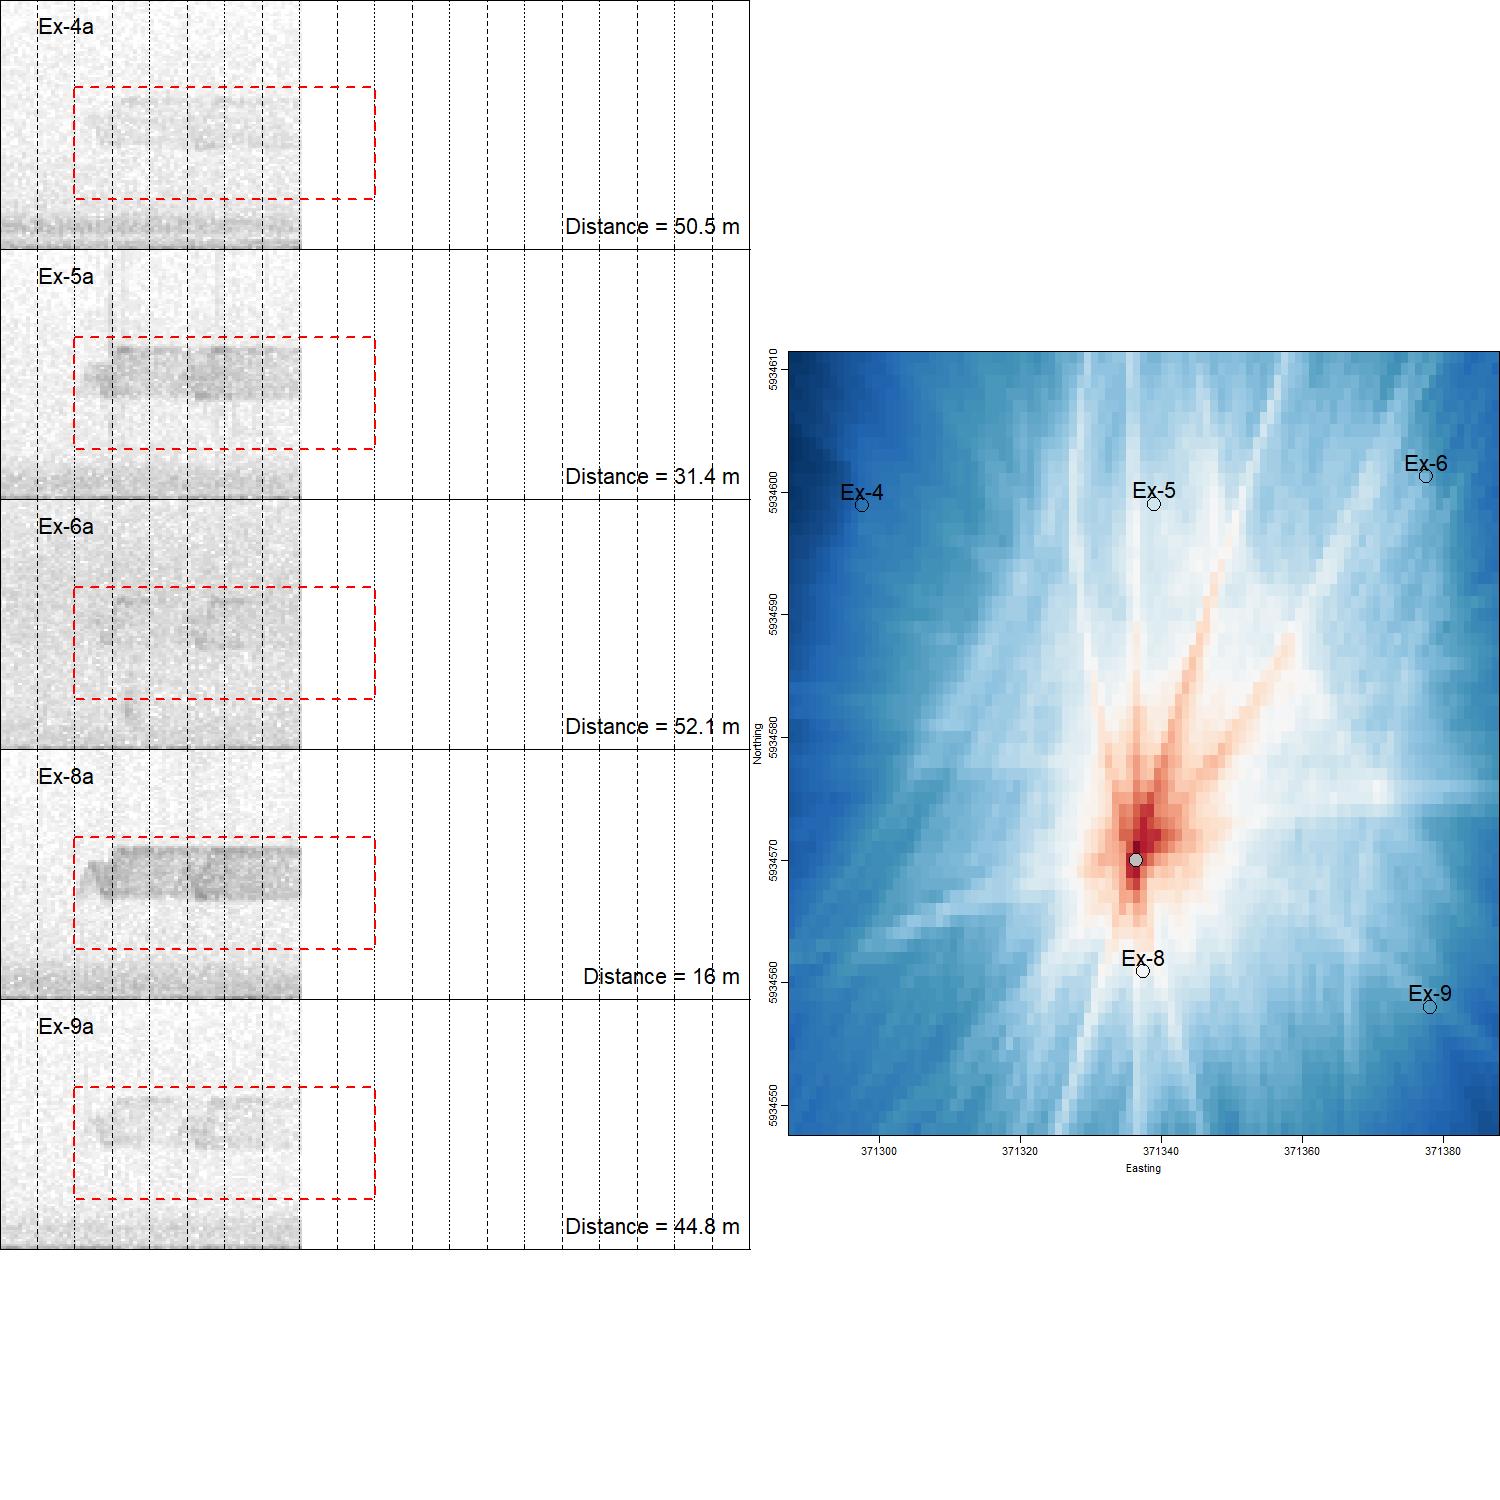 Ex-4a
Distance = 50.5 m
Ex-5a
Distance = 31.4 m
Ex-6a
Distance = 52.1 m
Ex-8a
Distance = 16 m
Ex-9a
Distance = 44.8 m
5934610
5934600
5934590
5934580
5934570
5934560
5934550
Northing
Ex-4
Ex-5
Ex-6
Ex-8
Ex-9
371300 371320 371340 371360 371380
Easting